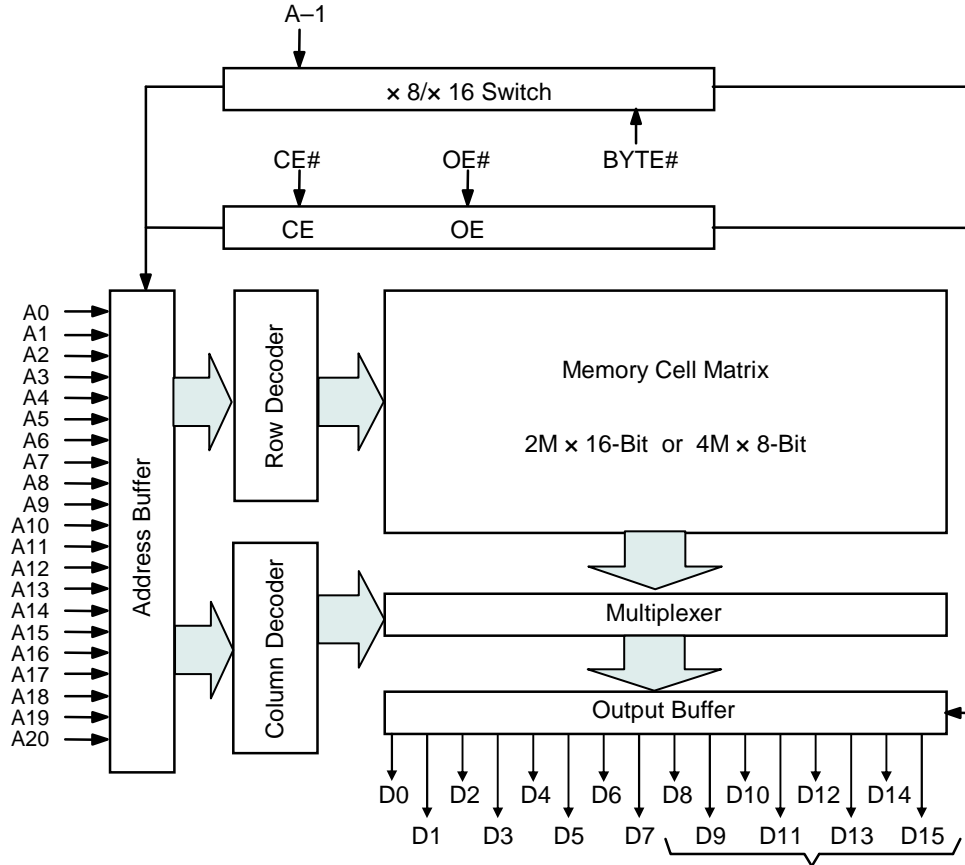 A–1
× 8/× 16 Switch
CE#
OE#
BYTE#
CE
OE
A0
A1
A2
A3
A4
A5
A6
A7
A8
A9
A10
A11
A12
A13
A14
A15
A16
A17
A18
A19
A20
Address Buffer
Row Decoder
Column Decoder
Memory Cell Matrix
2M × 16-Bit or 4M × 8-Bit
Multiplexer
Output Buffer
D0 D2 D4 D6 D8 D10 D12 D14
D1 D3 D5 D7 D9 D11 D13 D15